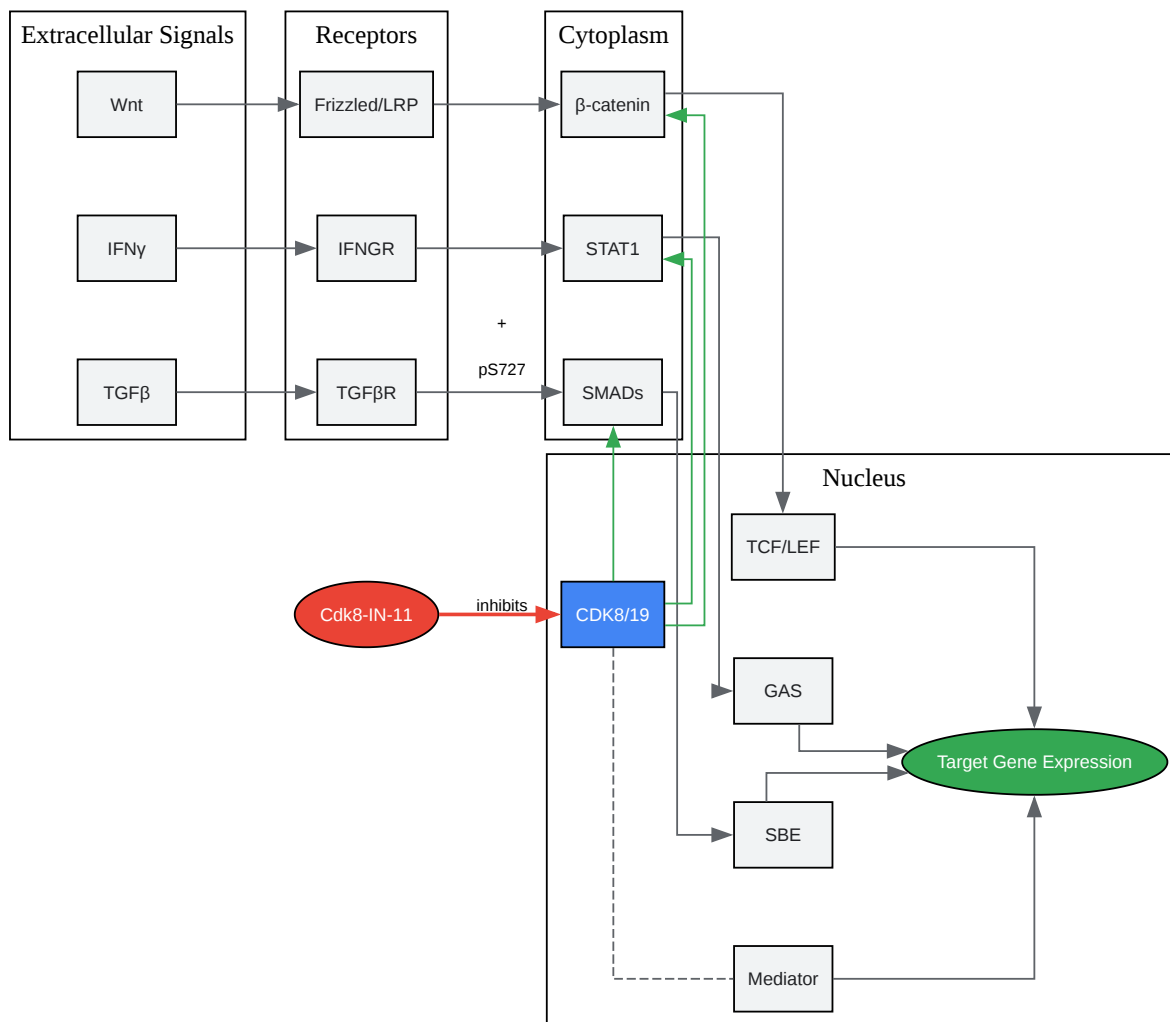 Extracellular Signals
Receptors
Cytoplasm
Wnt
Frizzled/LRP
β-catenin
IFNγ
IFNGR
STAT1
+
pS727
TGFβ
TGFβR
SMADs
Nucleus
TCF/LEF
Cdk8-IN-11
inhibits
CDK8/19
GAS
Target Gene Expression
SBE
Mediator